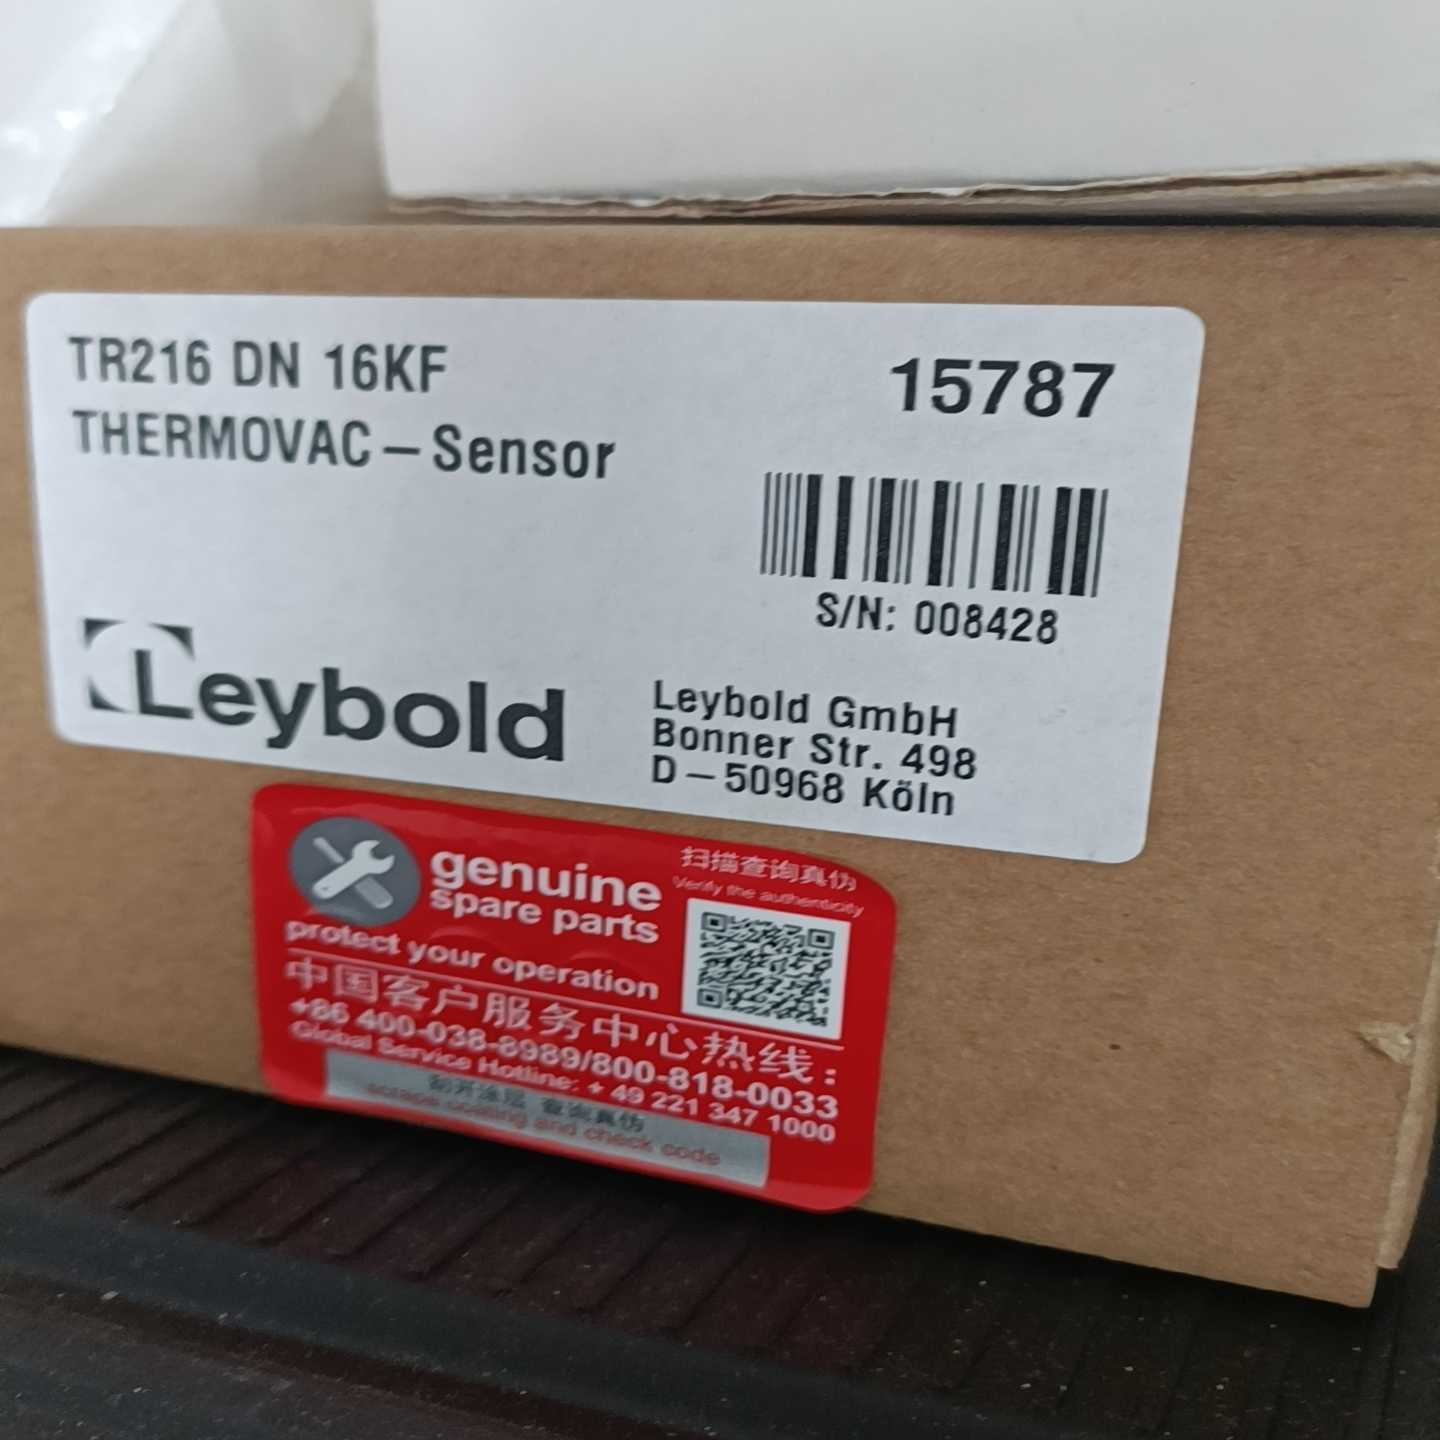 TR216 DN 16KF
THERMOVAC-Sensor
15787
S/N: 008428
Leybold
Leybold GmbH
Bonner Str. 498
D-50968 Köln
genuine
spare parts
protect your operation
扫描查询真伪
Verify the authenticity
中国客户服务中心热线:
+86 400-038-8989/800-818-0033
Global Service Hotline: + 49 221 347 1000
刮开涂层 查询真伪
scrape coating and check code